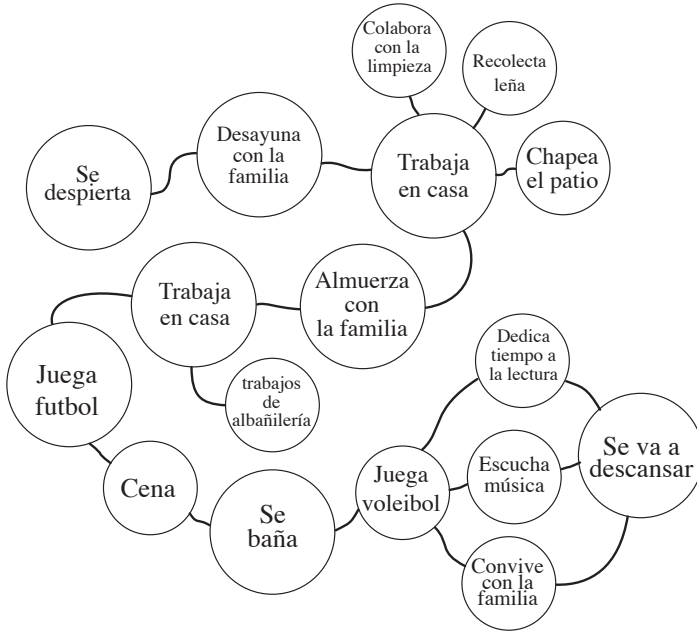 Se
despierta
Desayuna
con la
familia
Trabaja
en casa
Colabora
con la
limpieza
Recolecta
leña
Chapea
el patio
Almuerza
con
la familia
Trabaja
en casa
trabajos
de
albañilería
Juega
futbol
Cena
Se
baña
Juega
voleibol
Dedica
tiempo a
la lectura
Escucha
música
Convive
con la
familia
Se va a
descansar